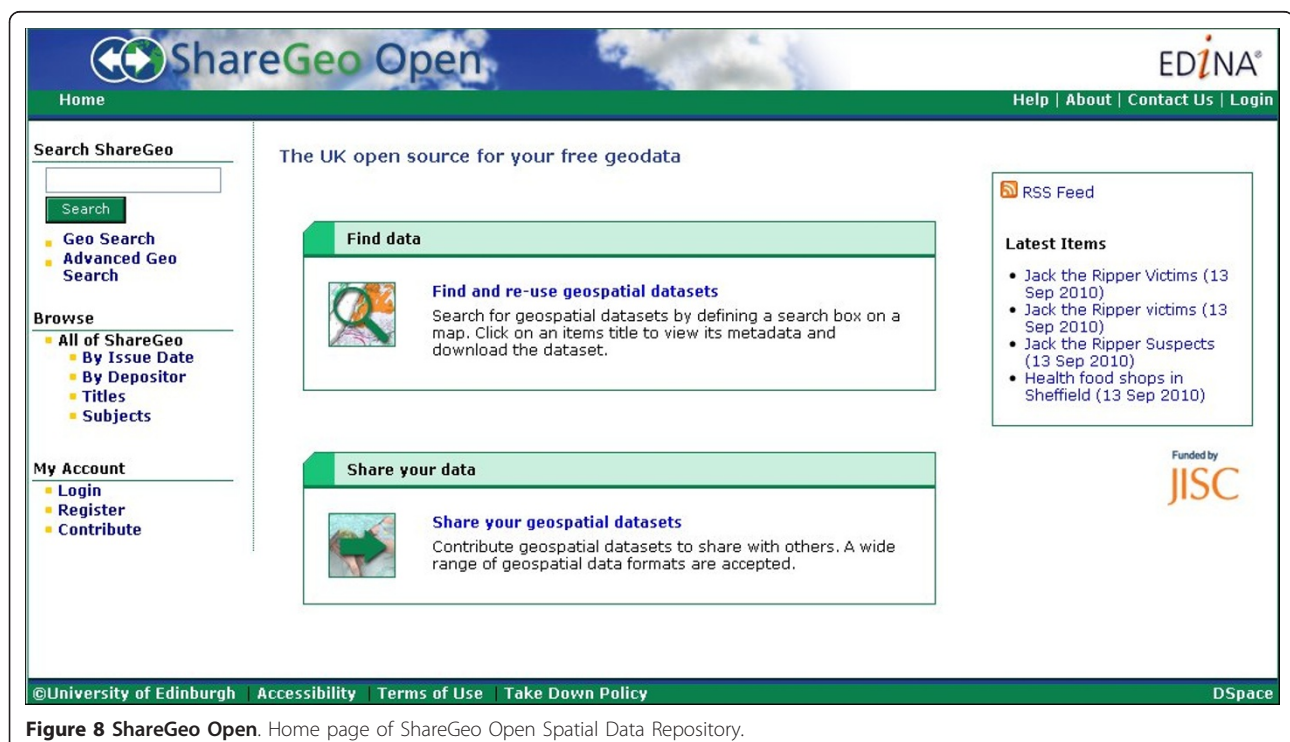 ShareGeo Open
EDINA®
Home
Help | About | Contact Us | Login
Search ShareGeo
Search
Geo Search
Advanced Geo
Search
Browse
All of ShareGeo
By Issue Date
By Depositor
Titles
Subjects
My Account
Login
Register
Contribute
The UK open source for your free geodata
Find data
Find and re-use geospatial datasets
Search for geospatial datasets by defining a search box on a
map. Click on an items title to view its metadata and
download the dataset.
Share your data
Share your geospatial datasets
Contribute geospatial datasets to share with others. A wide
range of geospatial data formats are accepted.
RSS Feed
Latest Items
• Jack the Ripper Victims (13
Sep 2010)
• Jack the Ripper victims (13
Sep 2010)
• Jack the Ripper Suspects
(13 Sep 2010)
• Health food shops in
Sheffield (13 Sep 2010)
Funded by
JISC
©University of Edinburgh | Accessibility | Terms of Use | Take Down Policy
DSpace
Figure 8 ShareGeo Open. Home page of ShareGeo Open Spatial Data Repository.